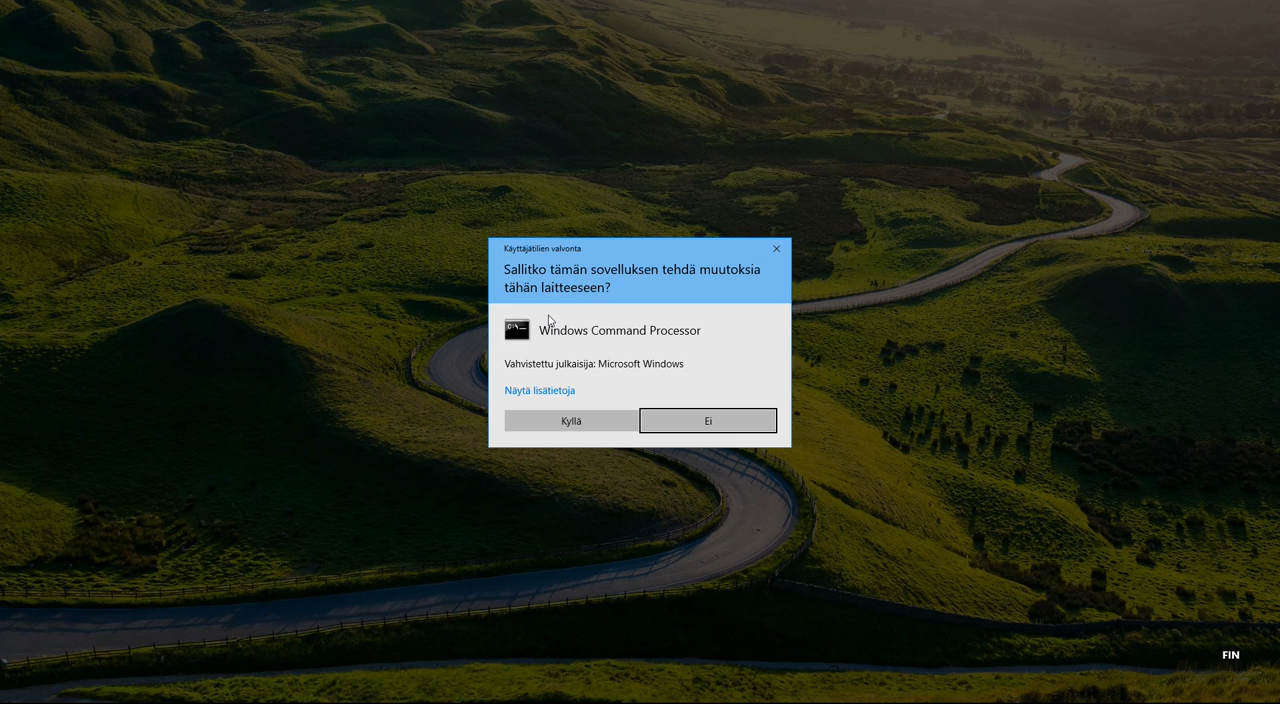 Käyttäjätilien valvonta
Sallitko tämän sovelluksen tehdä muutoksia
tähän laitteeseen?
C:\_
Windows Command Processor
Vahvistettu julkaisija: Microsoft Windows
Näytä lisätietoja
Kyllä
Ei
FIN